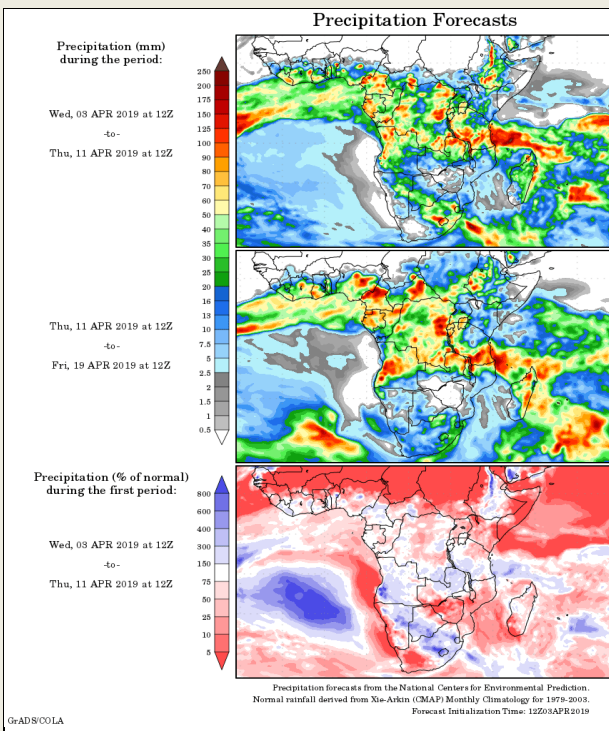 Precipitation Forecasts
Precipitation (mm)
during the period:
Wed, 03 APR 2019 at 12Z
-to-
Thu, 11 APR 2019 at 12Z
250
200
175
150
125
100
90
80
70
60
50
40
35
30
25
20
16
13
10
7.5
5
2.5
2
1.5
1
0.5
Thu, 11 APR 2019 at 12Z
-to-
Fri, 19 APR 2019 at 12Z
Precipitation (% of normal)
during the first period:
Wed, 03 APR 2019 at 12Z
-to-
Thu, 11 APR 2019 at 12Z
800
600
400
300
150
75
50
25
10
5
Precipitation forecasts from the National Centers for Environmental Prediction.
Normal rainfall derived from Xie-Arkin (CMAP) Monthly Climatology for 1979-2003.
Forecast Initialization Time: 12Z03APR2019
GrADS/COLA